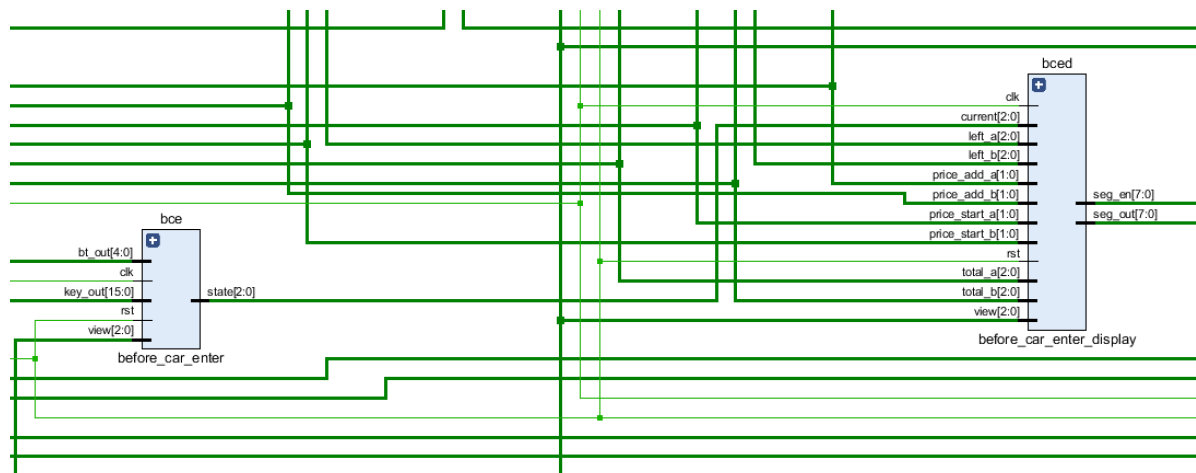 bced
clk
current[2:0]
left_a[2:0]
left_b[2:0]
price_add_a[1:0]
price_add_b[1:0]
price_start_a[1:0]
price_start_b[1:0]
rst
total_a[2:0]
total_b[2:0]
view[2:0]
seg_en[7:0]
seg_out[7:0]
before_car_enter_display
bce
bt_out[4:0]
clk
key_out[15:0]
rst
view[2:0]
state[2:0]
before_car_enter